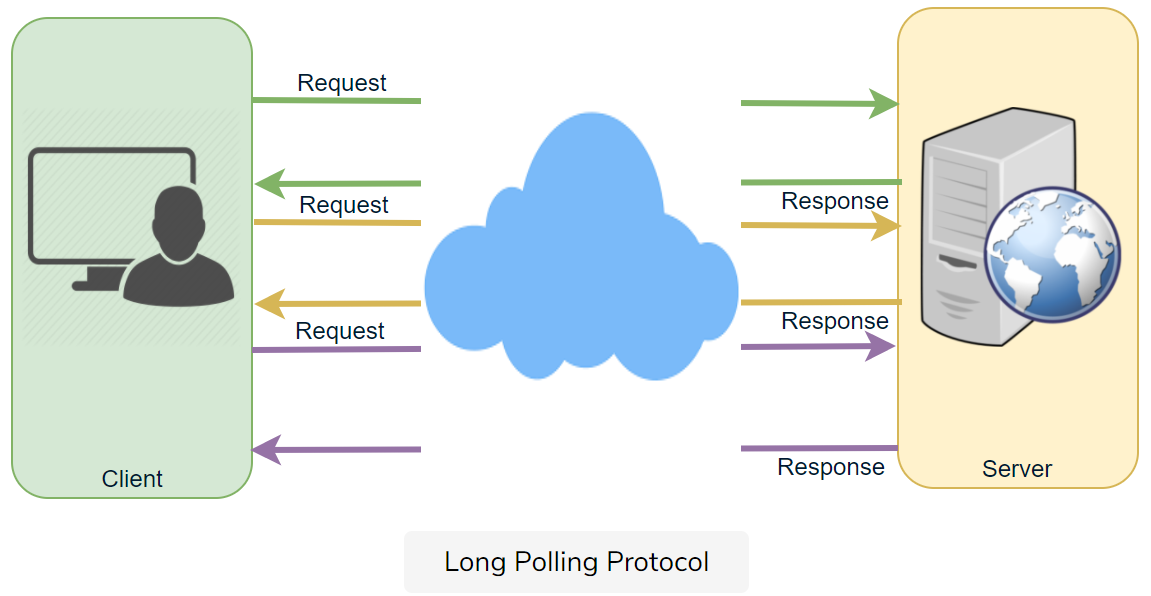 Request
Request
Response
Request
Response
Response
Client
Server
Long Polling Protocol